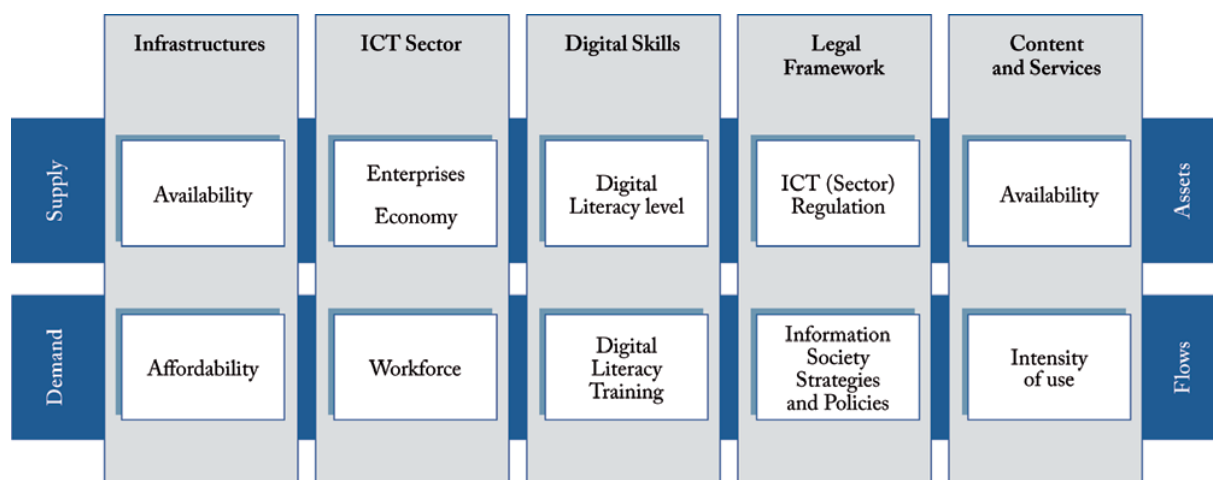 Infrastructures
ICT Sector
Digital Skills
Legal
Framework
Content
and Services
Supply
Availability
Enterprises
Economy
Digital
Literacy level
ICT (Sector)
Regulation
Availability
Assets
Demand
Affordability
Workforce
Digital
Literacy
Training
Information
Society
Strategies
and Policies
Intensity
of use
Flows